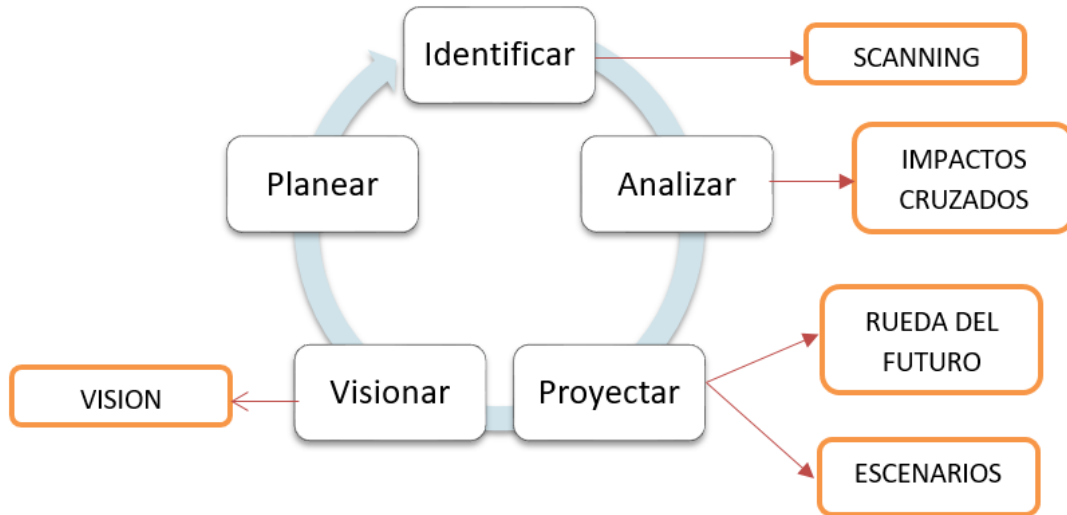 Identificar
SCANNING
Planear
Analizar
IMPACTOS
CRUZADOS
RUEDA DEL
FUTURO
VISION
Visionar
Proyectar
ESCENARIOS